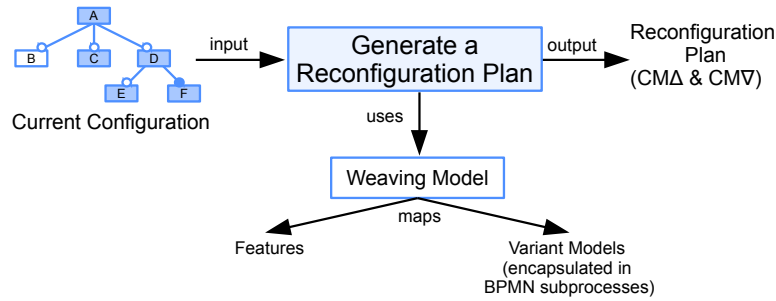 A
B
C
D
E
F
Current Configuration
input
Generate a
Reconfiguration Plan
output
Reconfiguration
Plan
(CM∆ & CM∇)
uses
Weaving Model
maps
Features
Variant Models
(encapsulated in
BPMN subprocesses)